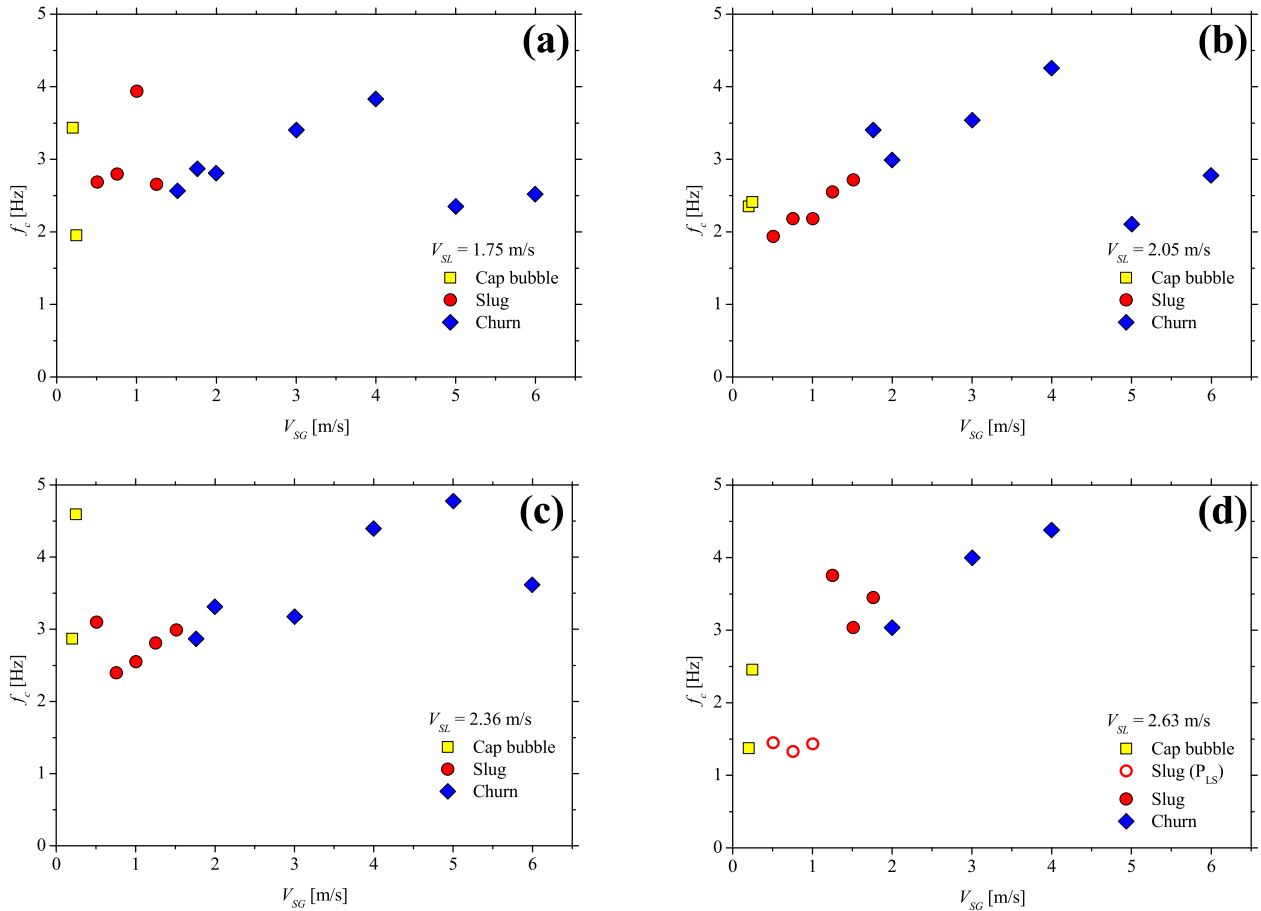 (a)
5
4
3
2
1
0
f_c [Hz]
V_SL = 1.75 m/s
Cap bubble
Slug
Churn
0 1 2 3 4 5 6
V_SG [m/s]
(b)
5
4
3
2
1
0
f_c [Hz]
V_SL = 2.05 m/s
Cap bubble
Slug
Churn
0 1 2 3 4 5 6
V_SG [m/s]
(c)
5
4
3
2
1
0
f_c [Hz]
V_SL = 2.36 m/s
Cap bubble
Slug
Churn
0 1 2 3 4 5 6
V_SG [m/s]
(d)
5
4
3
2
1
0
f_c [Hz]
V_SL = 2.63 m/s
Cap bubble
Slug (P_LS)
Slug
Churn
0 1 2 3 4 5 6
V_SG [m/s]